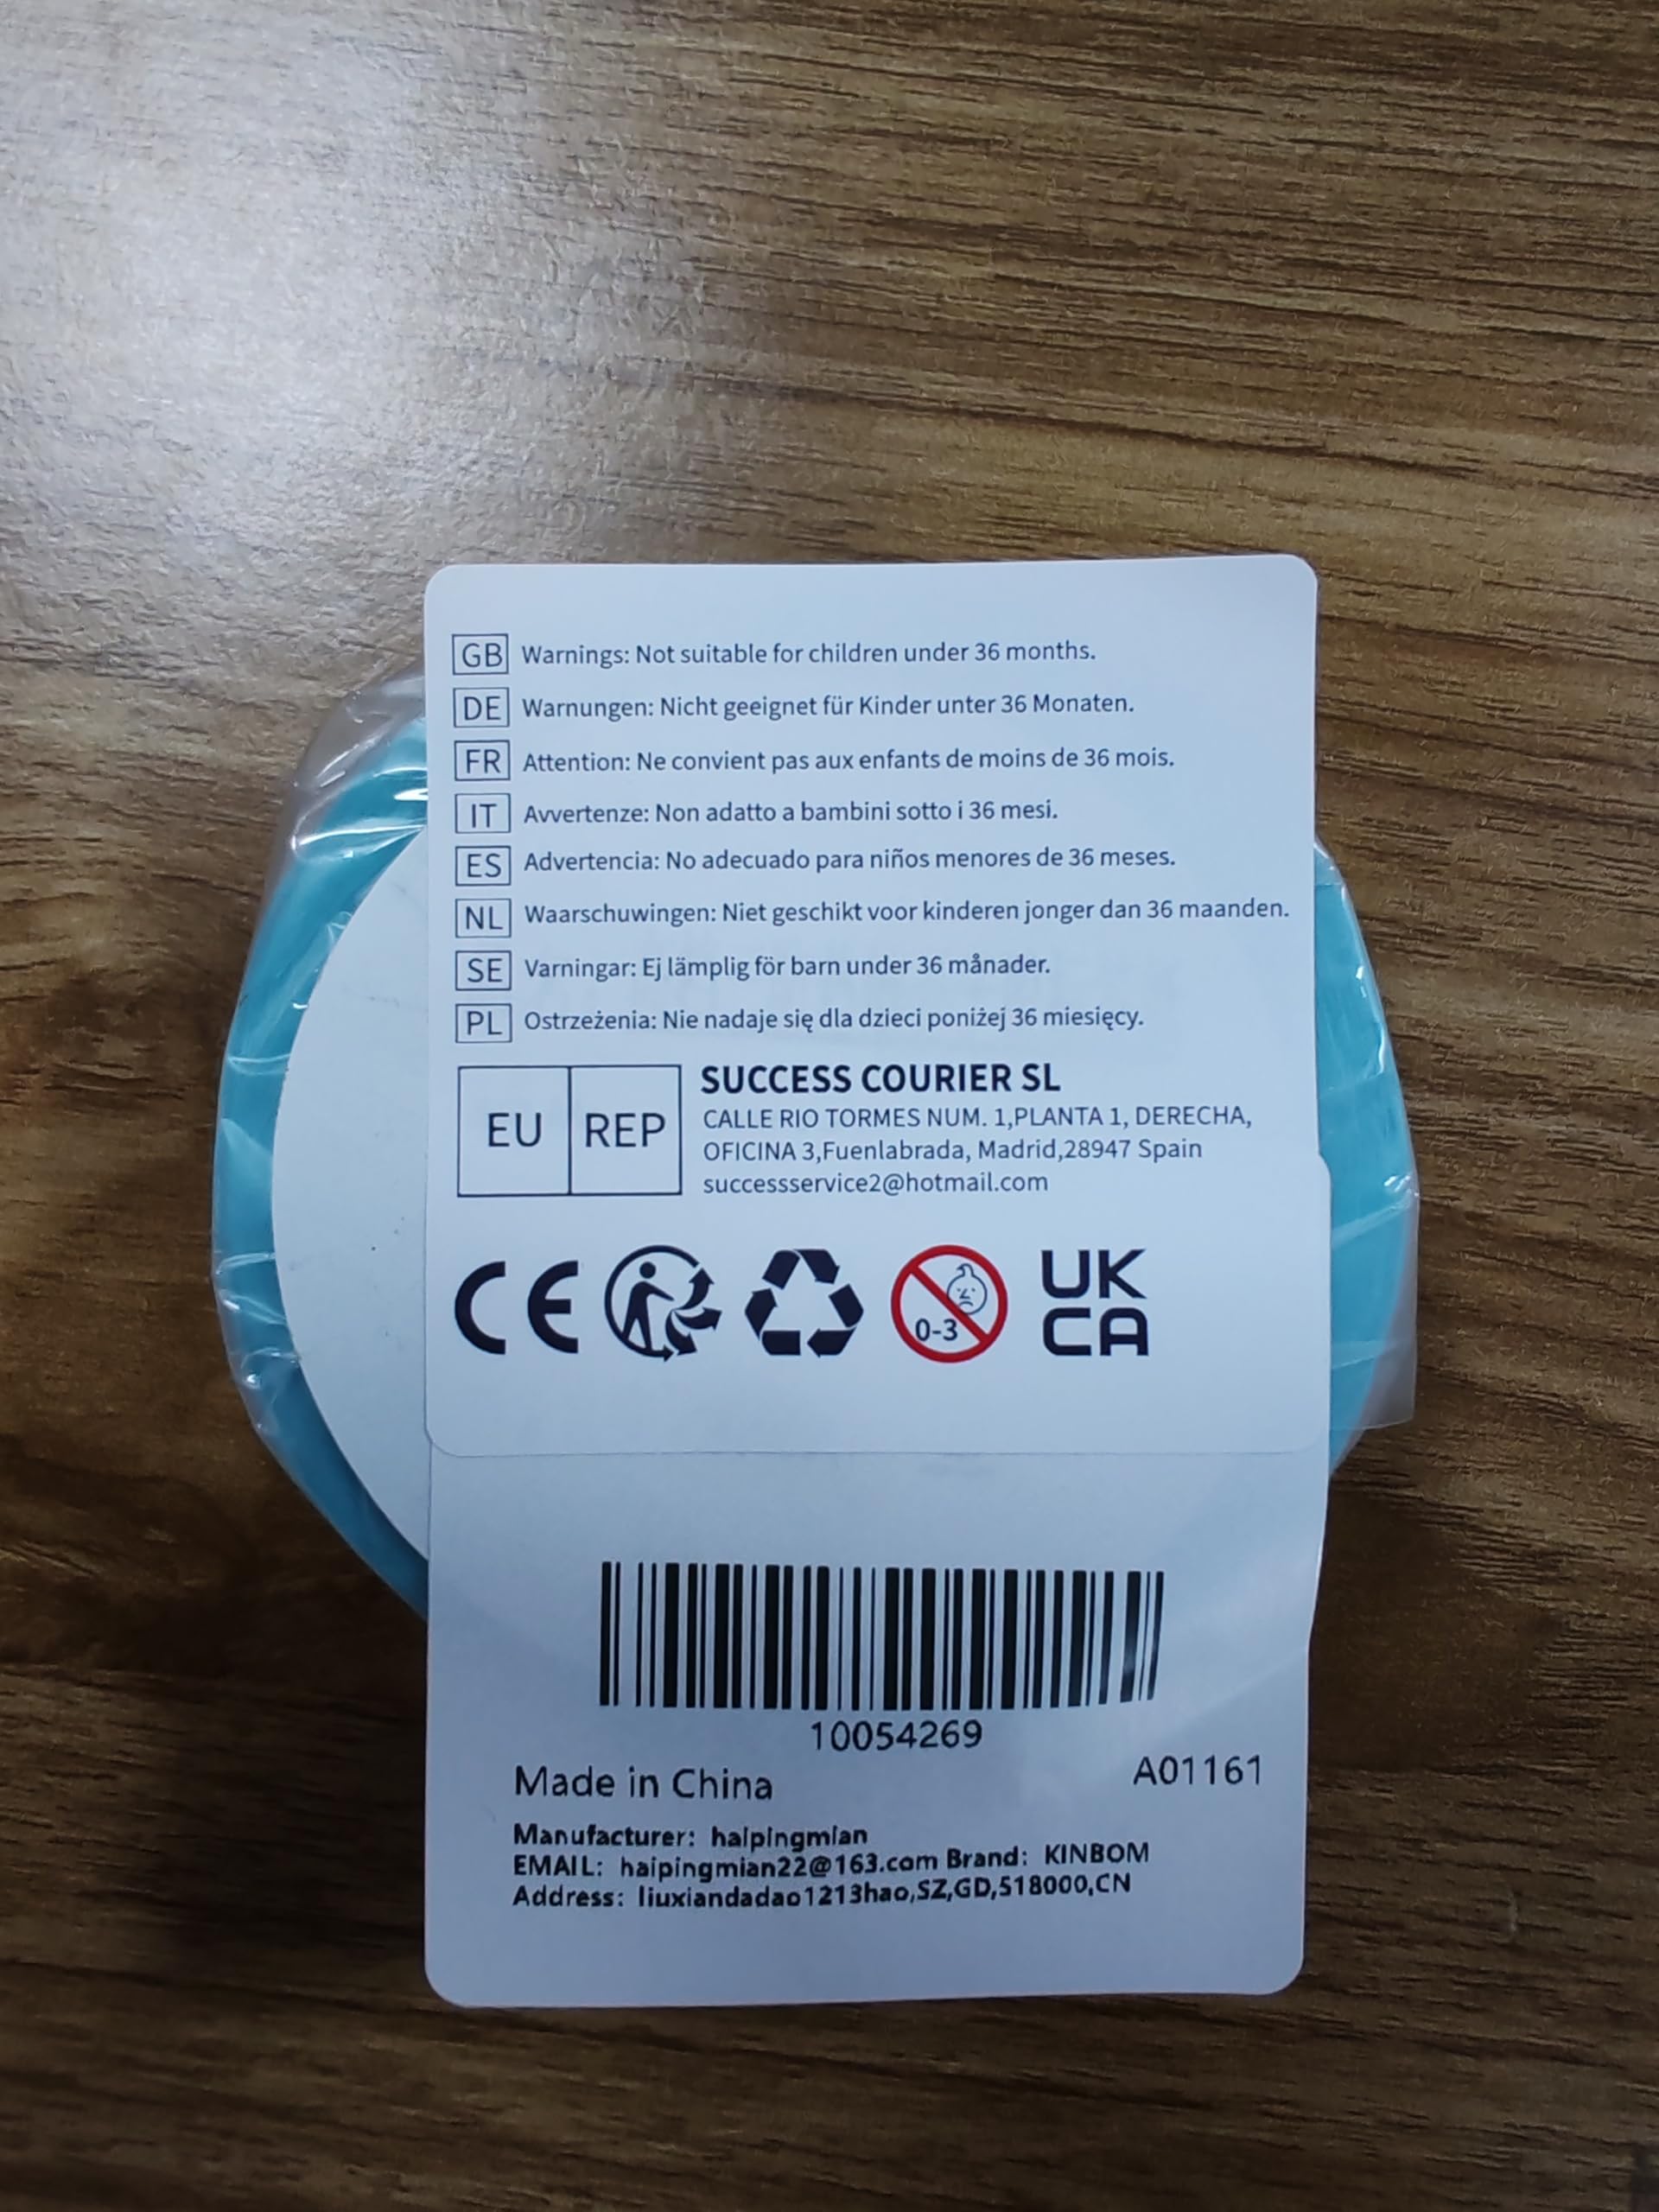 GB Warnings: Not suitable for children under 36 months.
DE Warnungen: Nicht geeignet für Kinder unter 36 Monaten.
FR Attention: Ne convient pas aux enfants de moins de 36 mois.
IT Avvertenze: Non adatto a bambini sotto i 36 mesi.
ES Advertencia: No adecuado para niños menores de 36 meses.
NL Waarschuwingen: Niet geschikt voor kinderen jonger dan 36 maanden.
SE Varningar: Ej lämplig för barn under 36 månader.
PL Ostrzeżenia: Nie nadaje się dla dzieci poniżej 36 miesięcy.
EU REP
SUCCESS COURIER SL
CALLE RIO TORMES NUM. 1,PLANTA 1, DERECHA,
OFICINA 3,Fuenlabrada, Madrid,28947 Spain
successservice2@hotmail.com
CE 0-3 UK
CA
10054269
Made in China A01161
Manufacturer: haipingmian
EMAIL: haipingmian22@163.com Brand: KINBOM
Address: liuxiandadao1213hao,SZ,GD,518000,CN